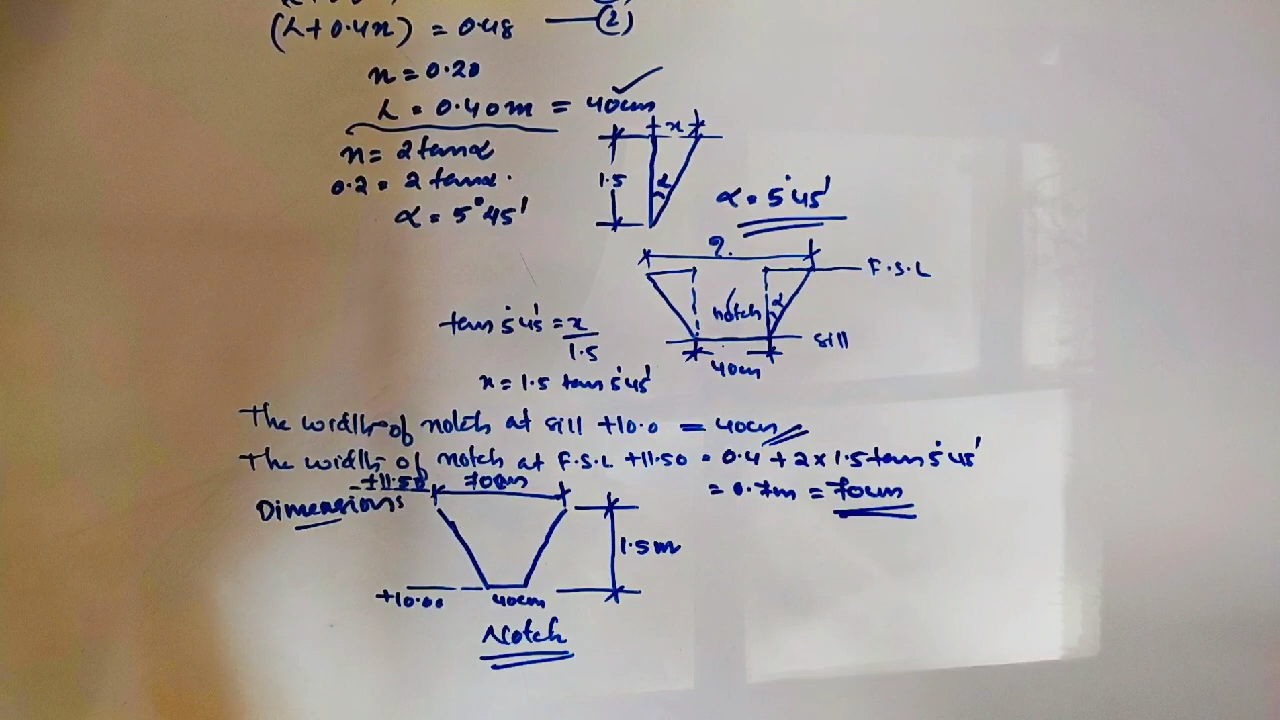 (L+0.4n) = 0.48 — (2)
n = 0.20
L = 0.40m = 40cm ✓
n = 2 tanα
0.2 = 2 tanα.
α = 5°45'
x
1.5
α
α = 5°45'
?.
F.S.L
notch
α
sill
40cm
tan 5°45' = x/1.5
x = 1.5 tan 5°45'
The width of notch at sill +10.0 = 40cm
The width of notch at F.S.L +11.50 = 0.4 + 2 x 1.5 tan 5°45'
= 0.7m = 70cm
Dimensions
+11.50
70cm
1.5m
+10.00
40cm
Notch